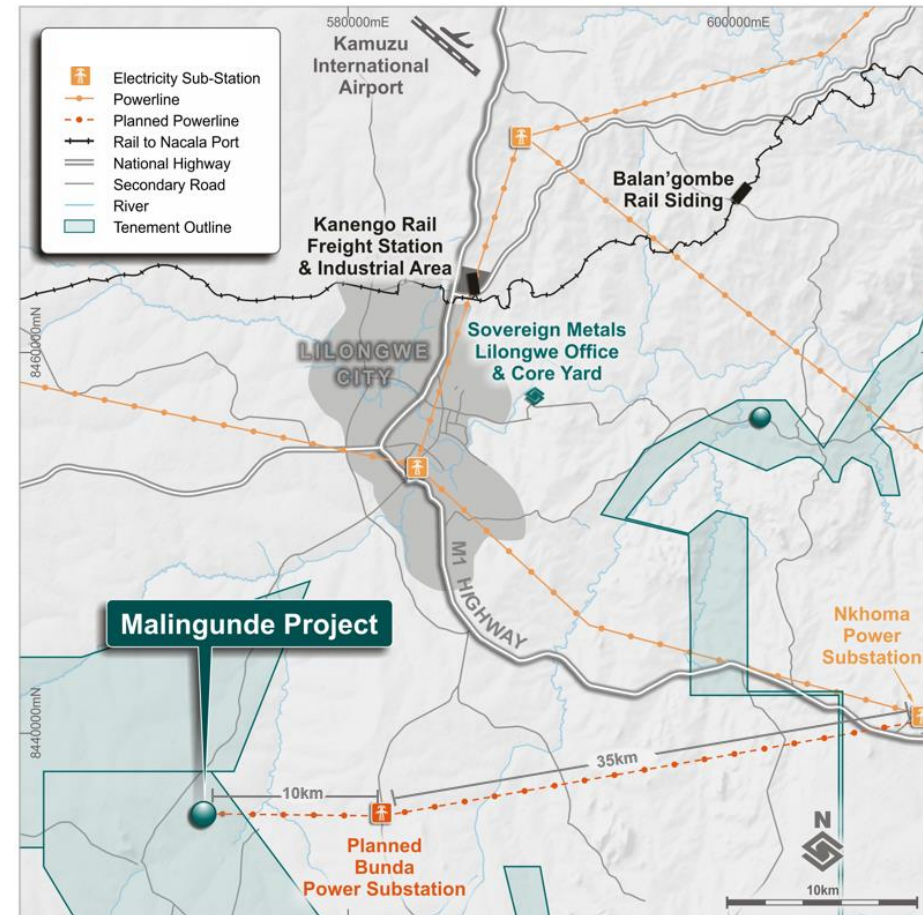 580000mE
600000mE
Kamuzu
International
Airport
Electricity Sub-Station
Powerline
Planned Powerline
Rail to Nacala Port
National Highway
Secondary Road
River
Tenement Outline
Balan'gombe
Rail Siding
Kanengo Rail
Freight Station
& Industrial Area
8460000mN
LILONGWE
CITY
Sovereign Metals
Lilongwe Office
& Core Yard
M1 HIGHWAY
Malingunde Project
Nkhoma
Power
Substation
8440000mN
35km
10km
Planned
Bunda
Power Substation
N
10km